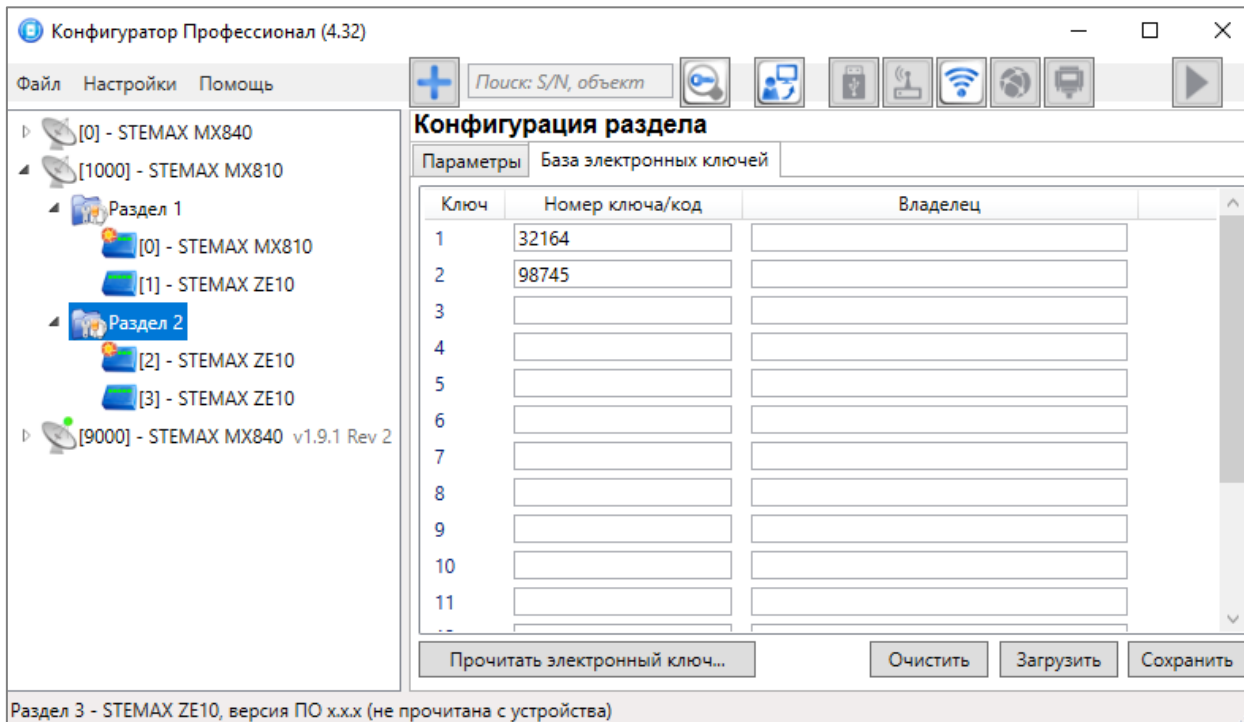 Конфигуратор Профессионал (4.32)
Файл Настройки Помощь
Поиск: S/N, объект
[0] - STEMAX MX840
[1000] - STEMAX MX810
Раздел 1
[0] - STEMAX MX810
[1] - STEMAX ZE10
Раздел 2
[2] - STEMAX ZE10
[3] - STEMAX ZE10
[9000] - STEMAX MX840 v1.9.1 Rev 2
Конфигурация раздела
Параметры База электронных ключей
Ключ Номер ключа/код Владелец
1 32164
2 98745
3
4
5
6
7
8
9
10
11
Прочитать электронный ключ... Очистить Загрузить Сохранить
Раздел 3 - STEMAX ZE10, версия ПО x.x.x (не прочитана с устройства)